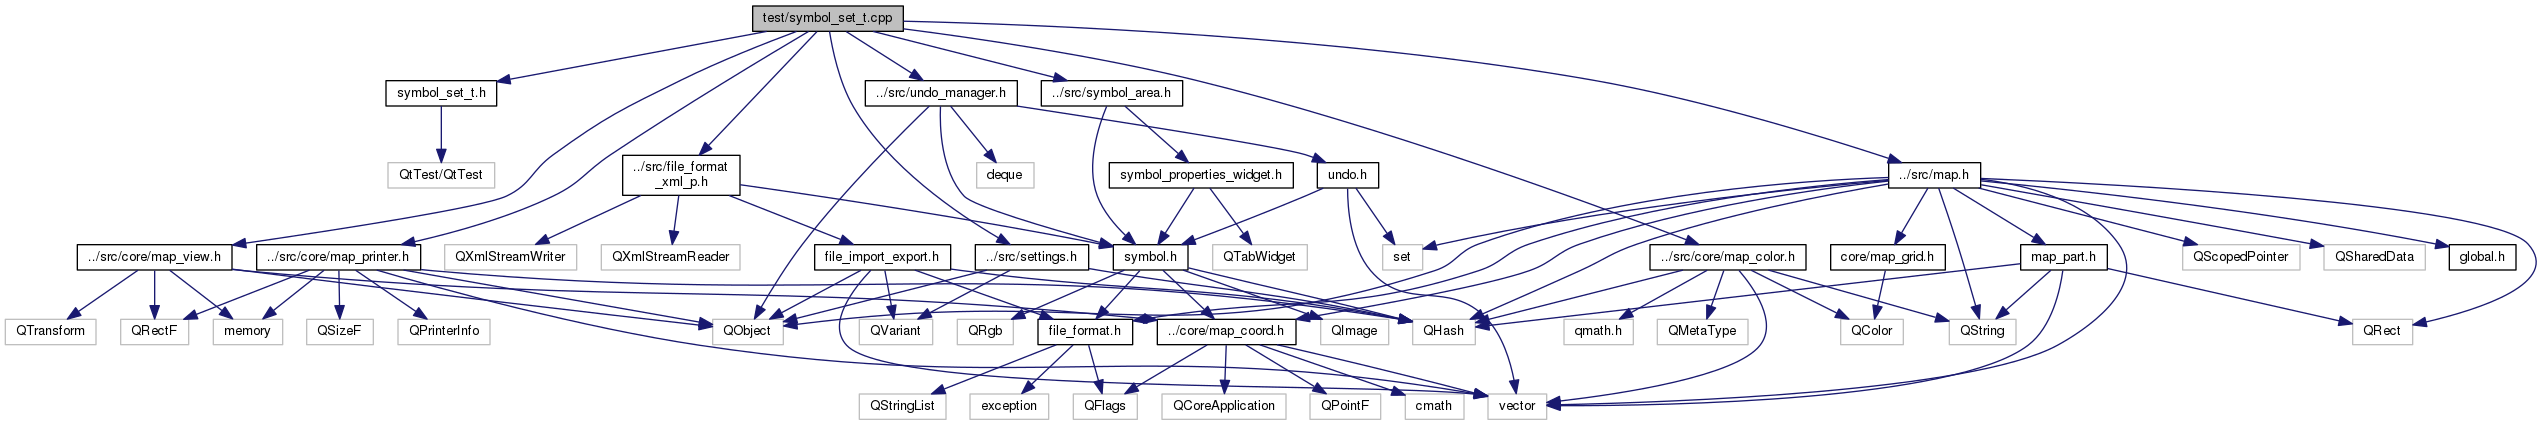 test/symbol_set_t.cpp
symbol_set_t.h
../src/undo_manager.h
../src/symbol_area.h
QtTest/QtTest
../src/file_format
_xml_p.h
deque
symbol_properties_widget.h
undo.h
../src/map.h
../src/core/map_view.h
../src/core/map_printer.h
QXmlStreamWriter
QXmlStreamReader
file_import_export.h
../src/settings.h
symbol.h
QTabWidget
set
../src/core/map_color.h
core/map_grid.h
map_part.h
QScopedPointer
QSharedData
global.h
QTransform
QRectF
memory
QSizeF
QPrinterInfo
QObject
QVariant
QRgb
file_format.h
../core/map_coord.h
QImage
QHash
qmath.h
QMetaType
QColor
QString
QRect
QStringList
exception
QFlags
QCoreApplication
QPointF
cmath
vector